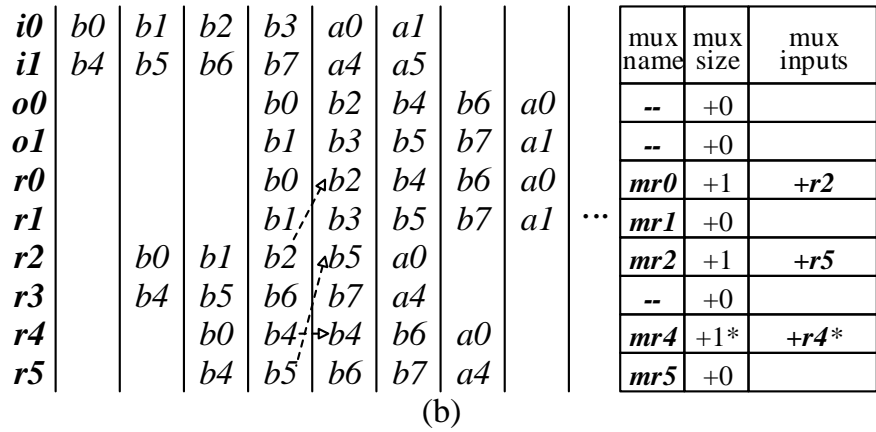 i0 b0 b1 b2 b3 a0 a1
i1 b4 b5 b6 b7 a4 a5
o0 b0 b2 b4 b6 a0
o1 b1 b3 b5 b7 a1
r0 b0 b2 b4 b6 a0
r1 b1 b3 b5 b7 a1 ...
r2 b0 b1 b2 b5 a0
r3 b4 b5 b6 b7 a4
r4 b0 b4 b4 b6 a0
r5 b4 b5 b6 b7 a4
mux name mux size mux inputs
-- +0
-- +0
mr0 +1 +r2
mr1 +0
mr2 +1 +r5
-- +0
mr4 +1* +r4*
mr5 +0
(b)